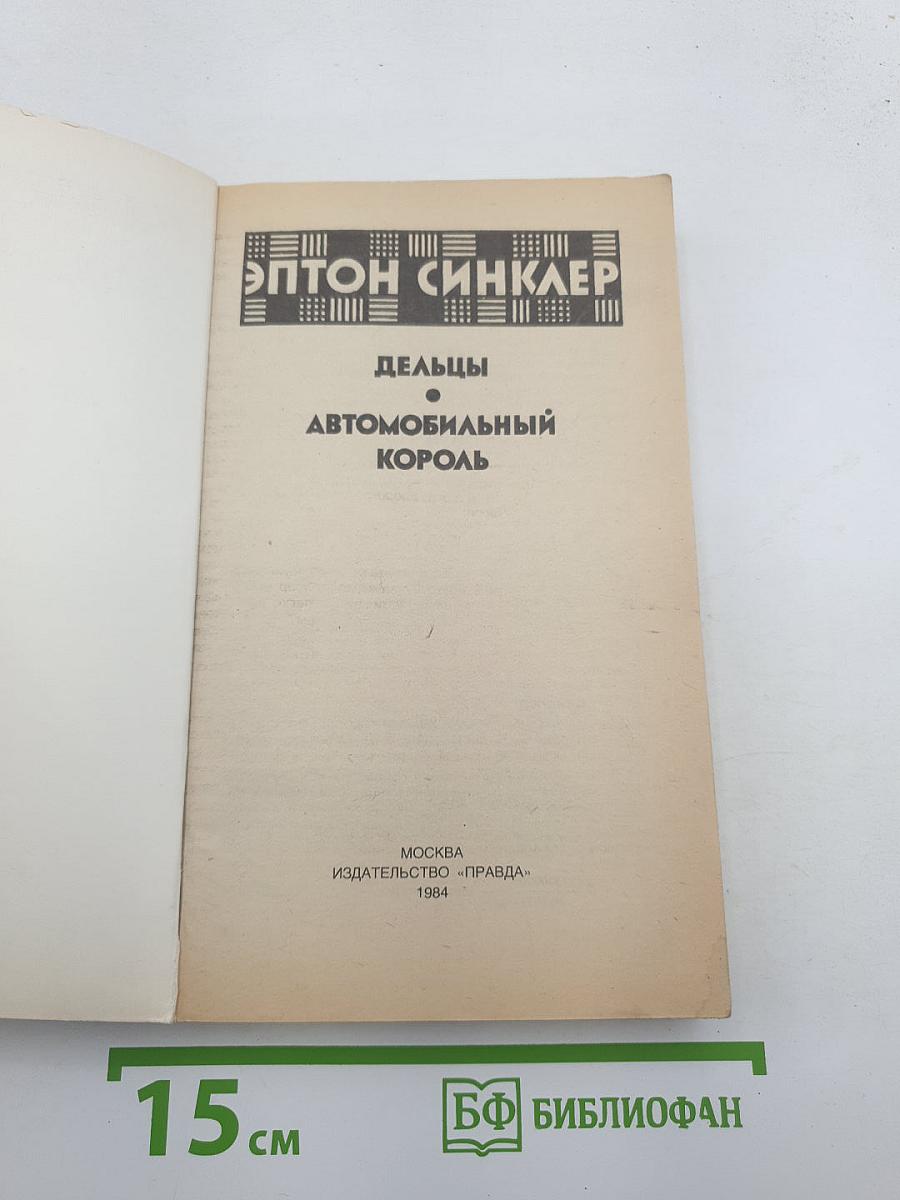 ЭПТОН СИНКЛЕР
ДЕЛЬЦЫ
•
АВТОМОБИЛЬНЫЙ
КОРОЛЬ
МОСКВА
ИЗДАТЕЛЬСТВО «ПРАВДА»
1984
15 см
БФ БИБЛИОФАН